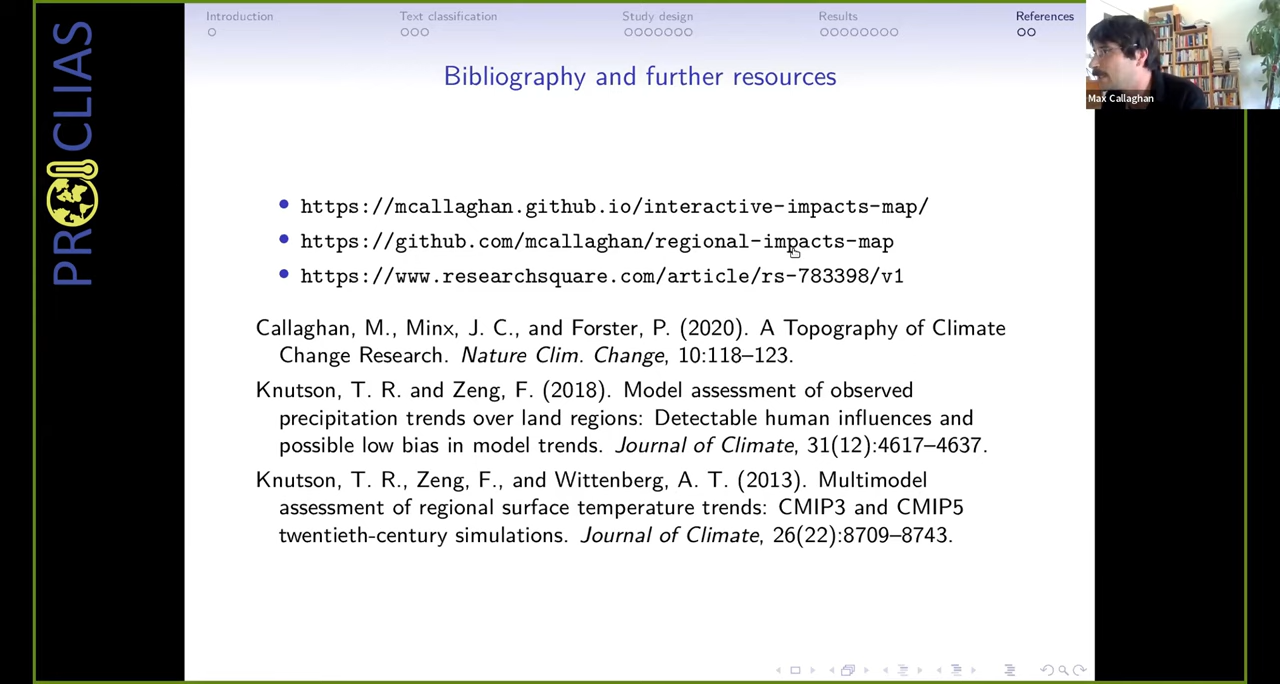 PROCLIAS
Introduction
Text classification
Study design
Results
References
Max Callaghan
Bibliography and further resources
https://mcallaghan.github.io/interactive-impacts-map/
https://github.com/mcallaghan/regional-impacts-map
https://www.researchsquare.com/article/rs-783398/v1
Callaghan, M., Minx, J. C., and Forster, P. (2020). A Topography of Climate
Change Research. Nature Clim. Change, 10:118–123.
Knutson, T. R. and Zeng, F. (2018). Model assessment of observed
precipitation trends over land regions: Detectable human influences and
possible low bias in model trends. Journal of Climate, 31(12):4617–4637.
Knutson, T. R., Zeng, F., and Wittenberg, A. T. (2013). Multimodel
assessment of regional surface temperature trends: CMIP3 and CMIP5
twentieth-century simulations. Journal of Climate, 26(22):8709–8743.